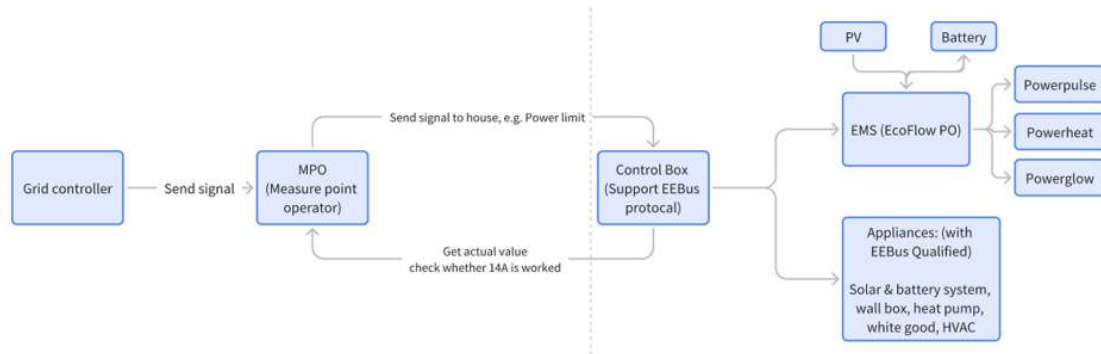 Grid controller
Send signal
MPO
(Measure point
operator)
Send signal to house, e.g. Power limit
Get actual value
check whether 14A is worked
Control Box
(Support EEBus
protocal)
PV
Battery
EMS (EcoFlow PO)
Powerpulse
Powerheat
Powerglow
Appliances: (with
EEBus Qualified)
Solar & battery system,
wall box, heat pump,
white good, HVAC